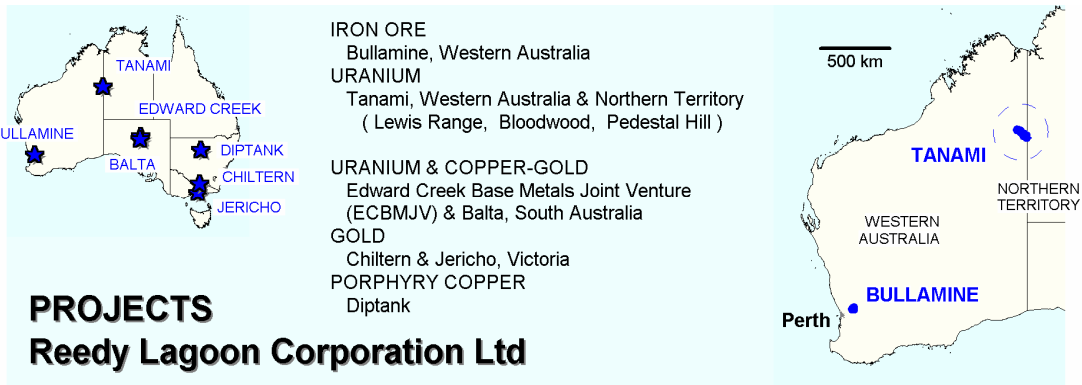 TANAMI
EDWARD CREEK
ULLAMINE
BALTA
DIPTANK
CHILTERN
JERICHO
PROJECTS
Reedy Lagoon Corporation Ltd
IRON ORE
Bullamine, Western Australia
URANIUM
Tanami, Western Australia & Northern Territory
( Lewis Range, Bloodwood, Pedestal Hill )
URANIUM & COPPER-GOLD
Edward Creek Base Metals Joint Venture
(ECBMJV) & Balta, South Australia
GOLD
Chiltern & Jericho, Victoria
PORPHYRY COPPER
Diptank
500 km
TANAMI
NORTHERN
TERRITORY
WESTERN
AUSTRALIA
BULLAMINE
Perth